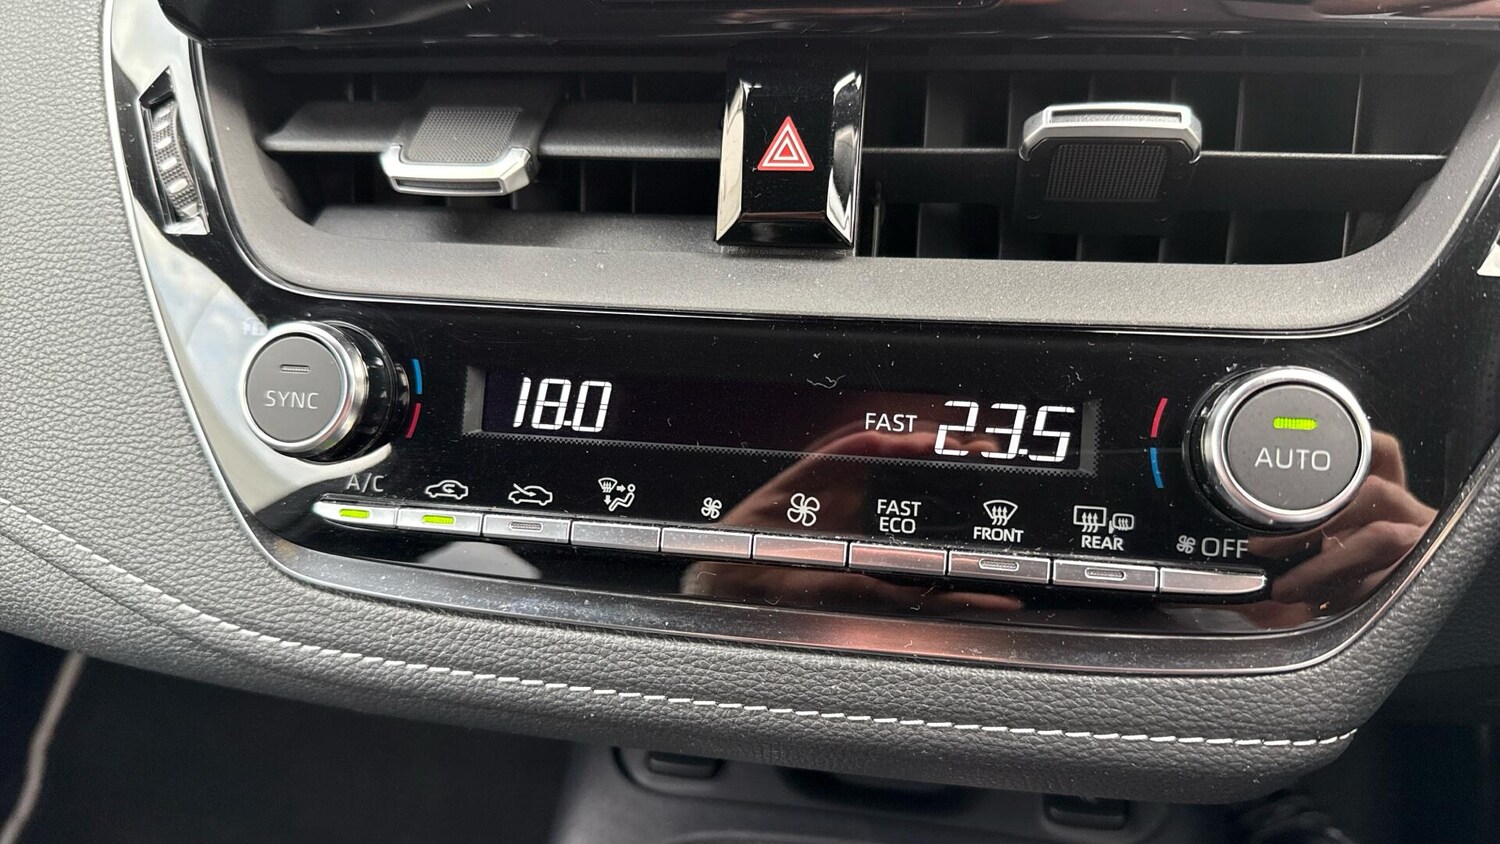 SYNC
18.0
FAST 23.5
AUTO
A/C
FAST
ECO
FRONT
REAR
OFF